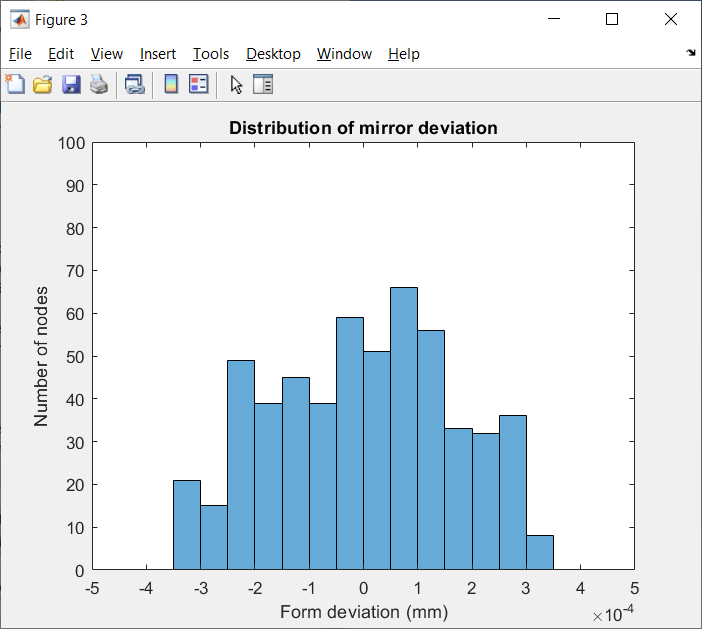 Figure 3
File Edit View Insert Tools Desktop Window Help
Distribution of mirror deviation
100
90
80
70
60
50
40
30
20
10
0
Number of nodes
-5 -4 -3 -2 -1 0 1 2 3 4 5
Form deviation (mm)
×10⁻⁴